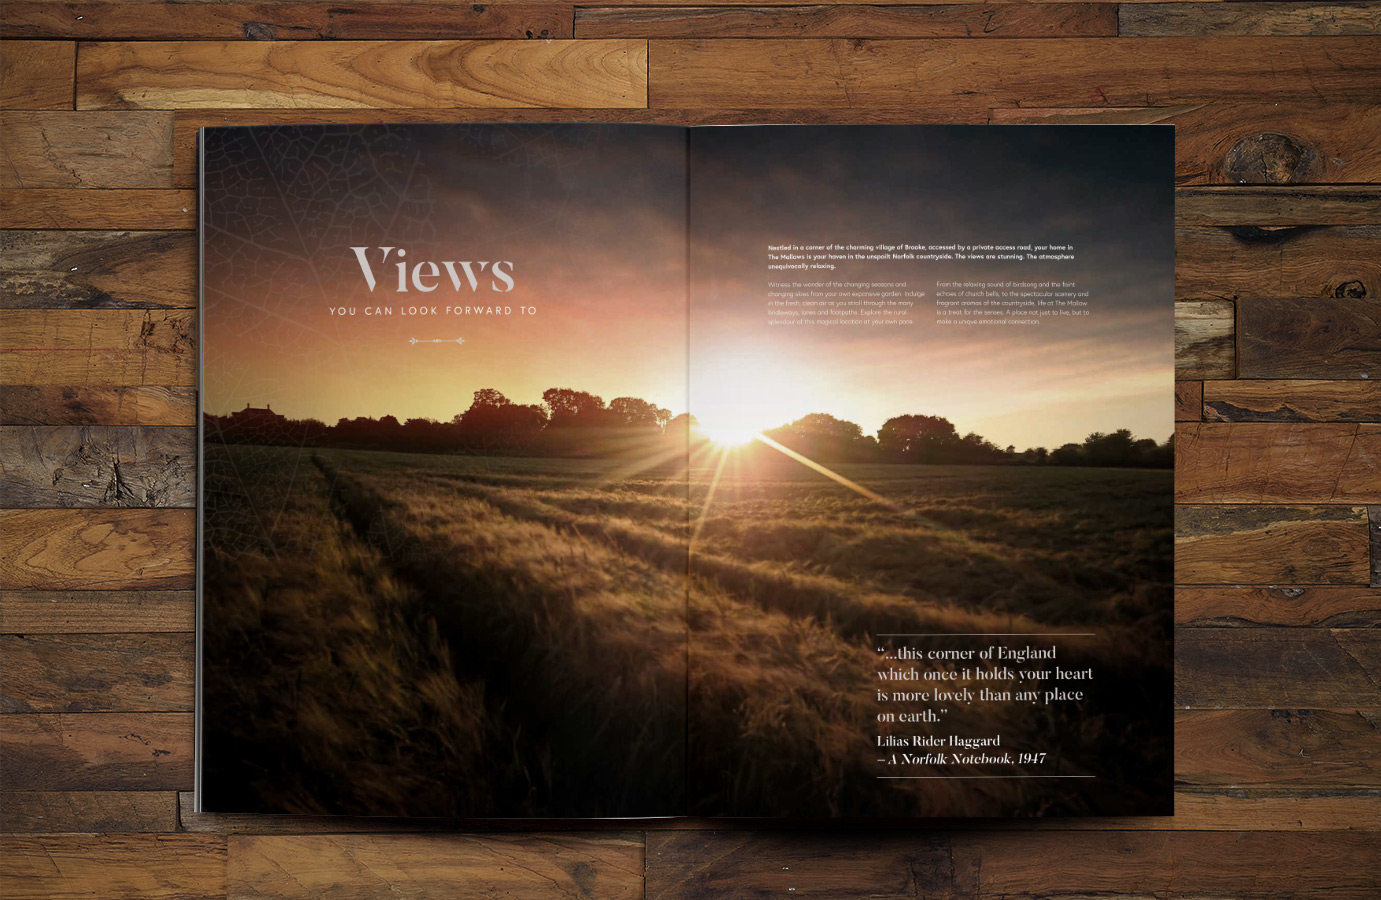 Views
YOU CAN LOOK FORWARD TO
Nestled in a corner of the charming village of Brooke, accessed by a private access road, your home in
The Mallows is your haven in the unspoilt Norfolk countryside. The views are stunning. The atmosphere
unequivocally relaxing.
Witness the wonder of the changing seasons and
changing skies from your own expansive garden. Indulge
in the fresh, clean air as you stroll through the many
bridleways, lanes and footpaths. Explore the rural
splendour of this magical location at your own pace.
From the relaxing sound of birdsong and the faint
echoes of church bells, to the spectacular scenery and
fragrant aromas of the countryside, life at The Mallow
is a treat for the senses. A place not just to live, but to
make a unique emotional connection.
“...this corner of England
which once it holds your heart
is more lovely than any place
on earth.”
Lilias Rider Haggard
– A Norfolk Notebook, 1947